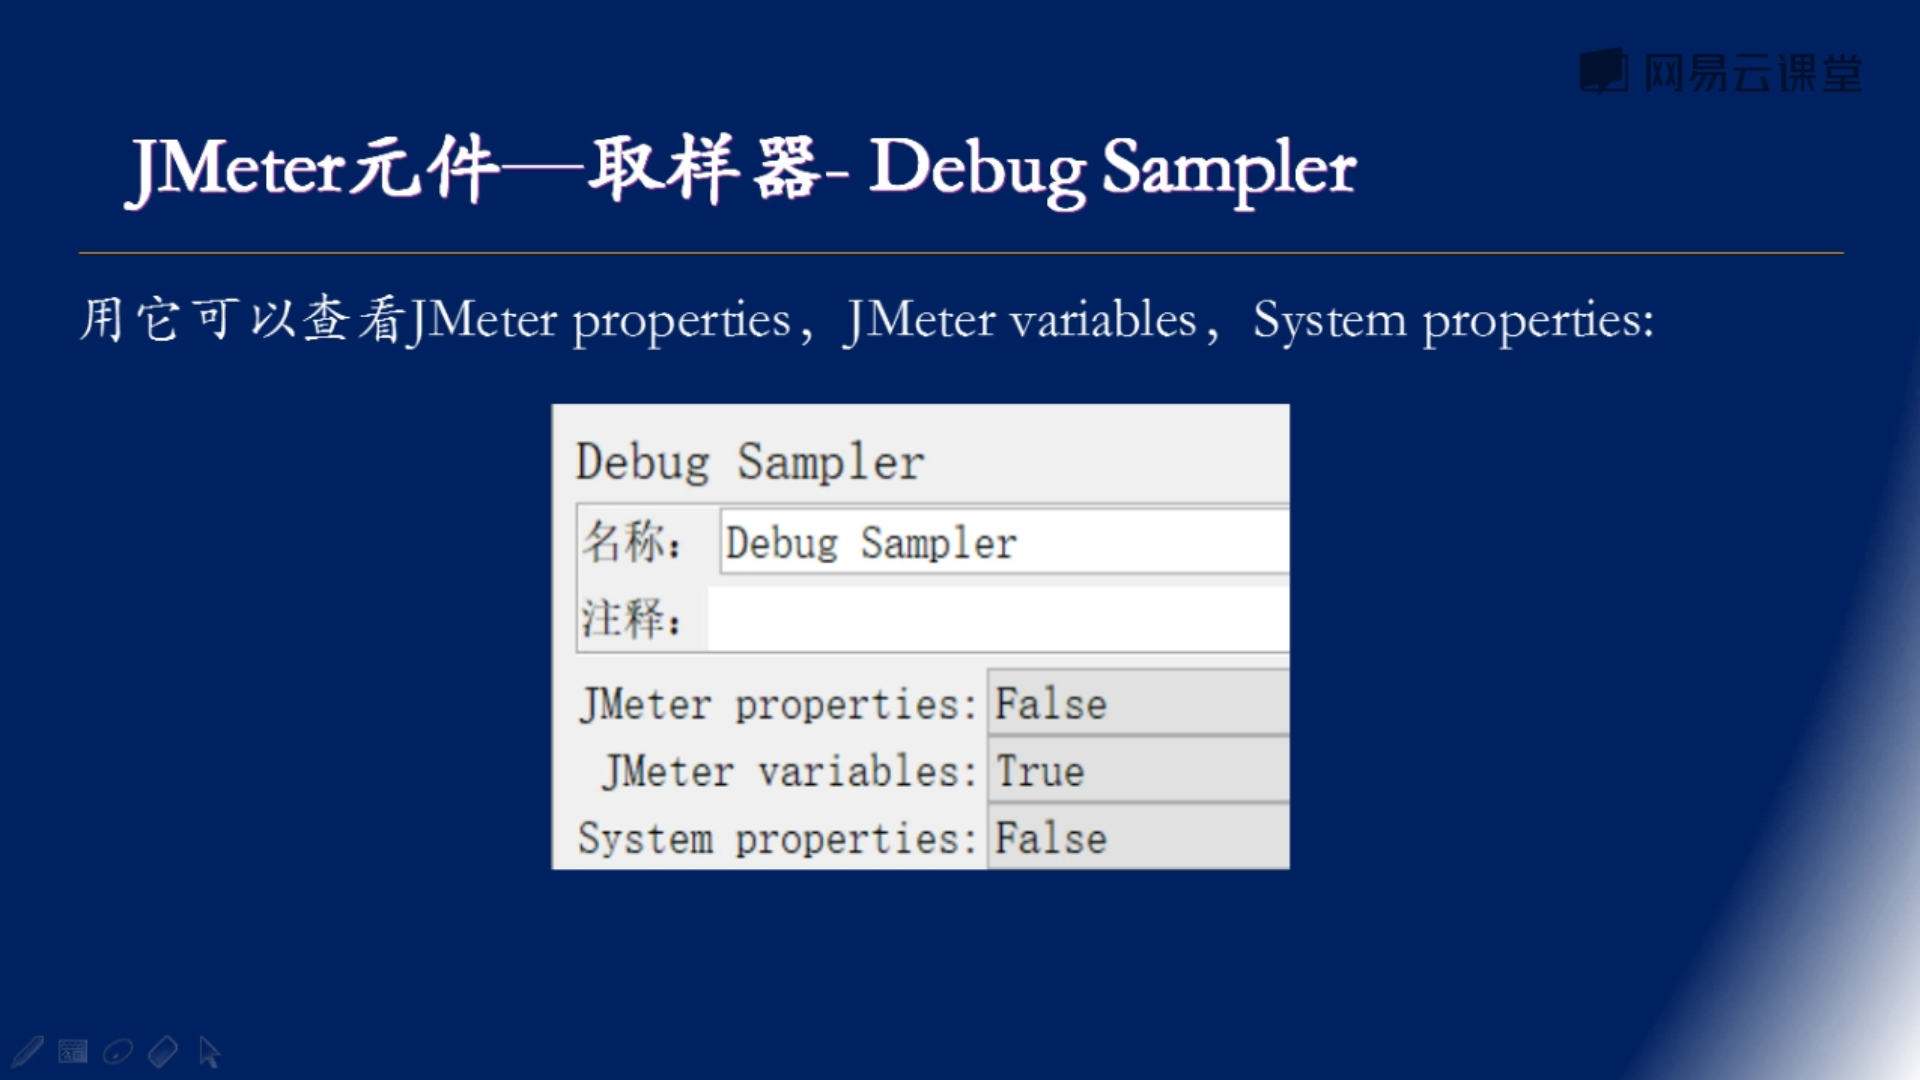 网易云课堂
JMeter元件—取样器- Debug Sampler
用它可以查看JMeter properties，JMeter variables，System properties:
Debug Sampler
名称： Debug Sampler
注释：
JMeter properties: False
JMeter variables: True
System properties: False